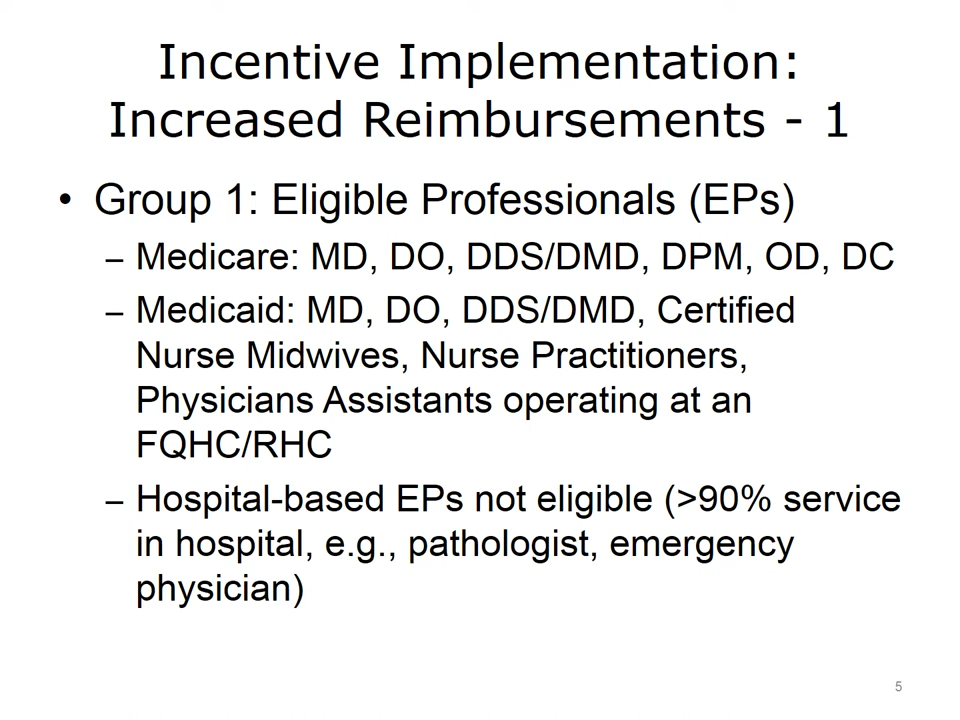 Incentive Implementation:
Increased Reimbursements - 1
• Group 1: Eligible Professionals (EPs)
– Medicare: MD, DO, DDS/DMD, DPM, OD, DC
– Medicaid: MD, DO, DDS/DMD, Certified
Nurse Midwives, Nurse Practitioners,
Physicians Assistants operating at an
FQHC/RHC
– Hospital-based EPs not eligible (>90% service
in hospital, e.g., pathologist, emergency
physician)
5